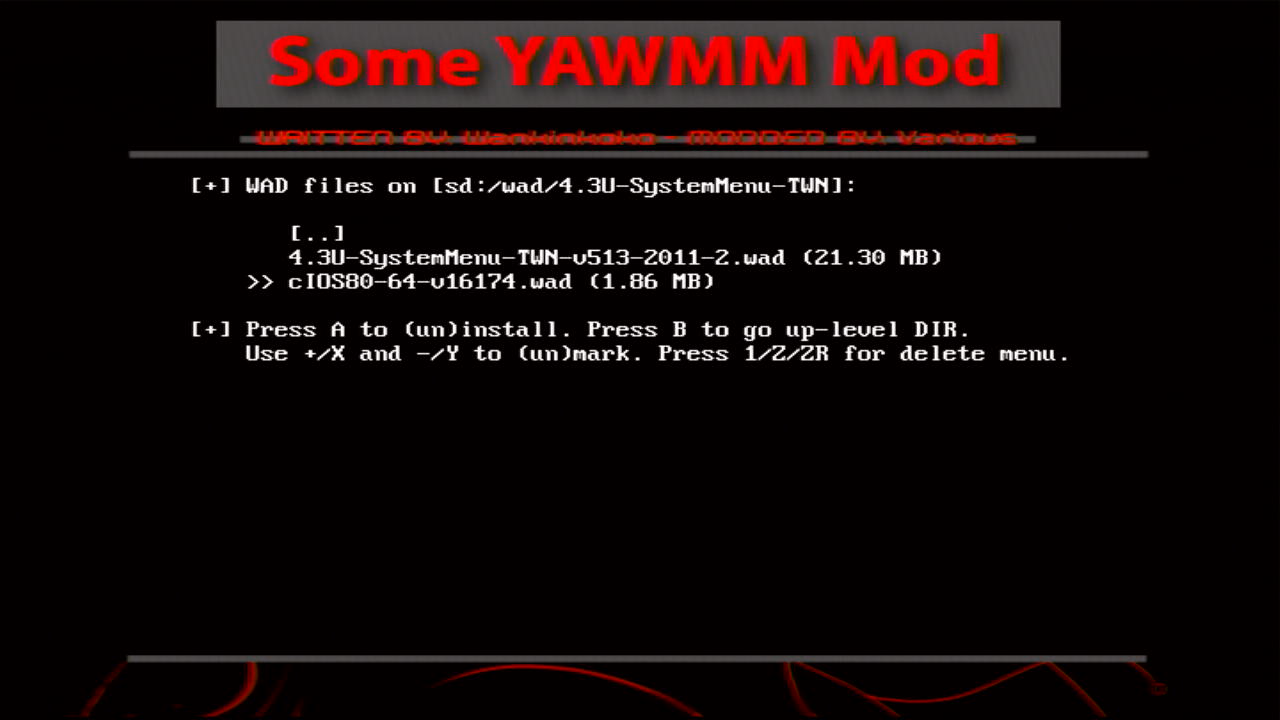 Some YAWMM Mod
WRITTEN BY: Wankinkoko - MODDED BY: Various
[+] WAD files on [sd:/wad/4.3U-SystemMenu-TWN]:
[..]
4.3U-SystemMenu-TWN-v513-2011-2.wad (21.30 MB)
>> cIOS80-64-v16174.wad (1.86 MB)
[+] Press A to (un)install. Press B to go up-level DIR.
Use +/X and -/Y to (un)mark. Press 1/Z/ZR for delete menu.